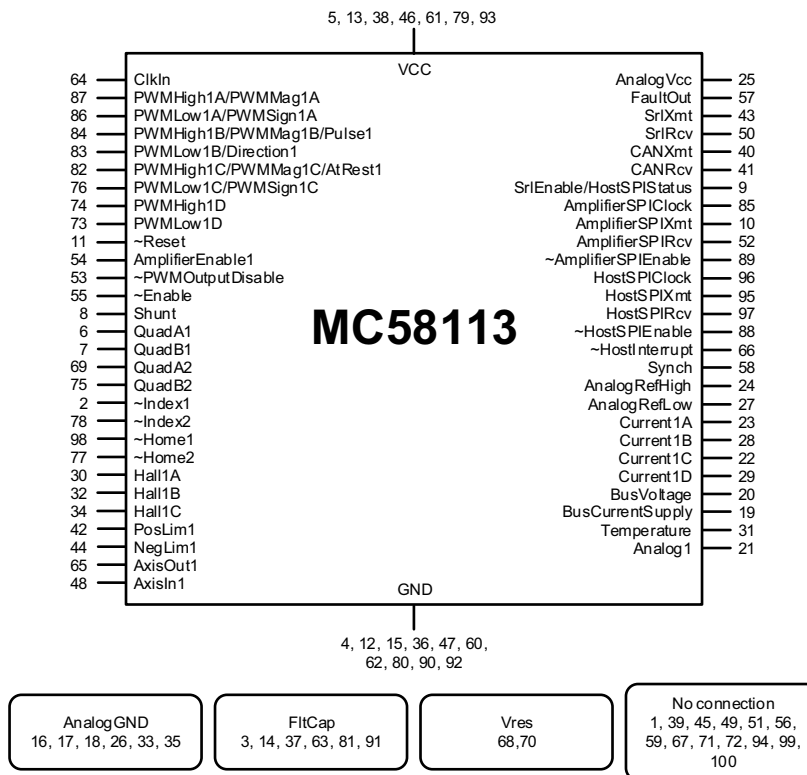 5, 13, 38, 46, 61, 79, 93
VCC
64 ClkIn
87 PWMHigh1A/PWMMag1A
86 PWMLow1A/PWMSign1A
84 PWMHigh1B/PWMMag1B/Pulse1
83 PWMLow1B/Direction1
82 PWMHigh1C/PWMMag1C/AtRest1
76 PWMLow1C/PWMSign1C
74 PWMHigh1D
73 PWMLow1D
11 ~Reset
54 AmplifierEnable1
53 ~PWMOutputDisable
55 ~Enable
8 Shunt
6 QuadA1
7 QuadB1
69 QuadA2
75 QuadB2
2 ~Index1
78 ~Index2
98 ~Home1
77 ~Home2
30 Hall1A
32 Hall1B
34 Hall1C
42 PosLim1
44 NegLim1
65 AxisOut1
48 AxisIn1
MC58113
AnalogVcc 25
FaultOut 57
SrlXmt 43
SrlRcv 50
CANXmt 40
CANRcv 41
SrlEnable/HostSPIStatus 9
AmplifierSPIClock 85
AmplifierSPIXmt 10
AmplifierSPIRcv 52
~AmplifierSPIEnable 89
HostSPIClock 96
HostSPIXmt 95
HostSPIRcv 97
~HostSPIEnable 88
~HostInterrupt 66
Synch 58
AnalogRefHigh 24
AnalogRefLow 27
Current1A 23
Current1B 28
Current1C 22
Current1D 29
BusVoltage 20
BusCurrentSupply 19
Temperature 31
Analog1 21
GND
4, 12, 15, 36, 47, 60,
62, 80, 90, 92
AnalogGND
16, 17, 18, 26, 33, 35
FltCap
3, 14, 37, 63, 81, 91
Vres
68,70
No connection
1, 39, 45, 49, 51, 56,
59, 67, 71, 72, 94, 99,
100